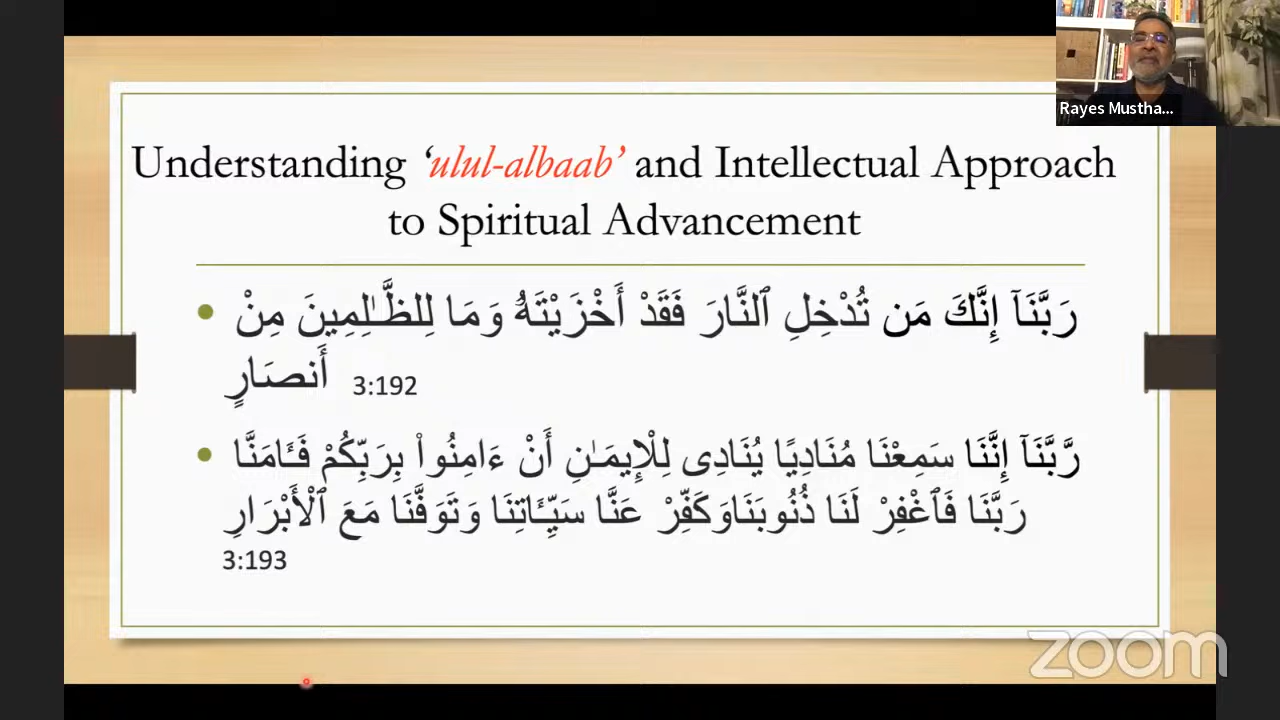 Rayes Mustha...
Understanding ‘ulul-albaab’ and Intellectual Approach
to Spiritual Advancement
• رَبَّنَآ إِنَّكَ مَن تُدْخِلِ ٱلنَّارَ فَقَدْ أَخْزَيْتَهُۥ وَمَا لِلظَّـٰلِمِينَ مِنْ
أَنصَارٍ 3:192
• رَّبَّنَآ إِنَّنَا سَمِعْنَا مُنَادِيًا يُنَادِى لِلْإِيمَـٰنِ أَنْ ءَامِنُوا۟ بِرَبِّكُمْ فَـَٔامَنَّا
رَبَّنَا فَٱغْفِرْ لَنَا ذُنُوبَنَاوَكَفِّرْ عَنَّا سَيِّـَٔاتِنَا وَتَوَفَّنَا مَعَ ٱلْأَبْرَارِ
3:193
zoom